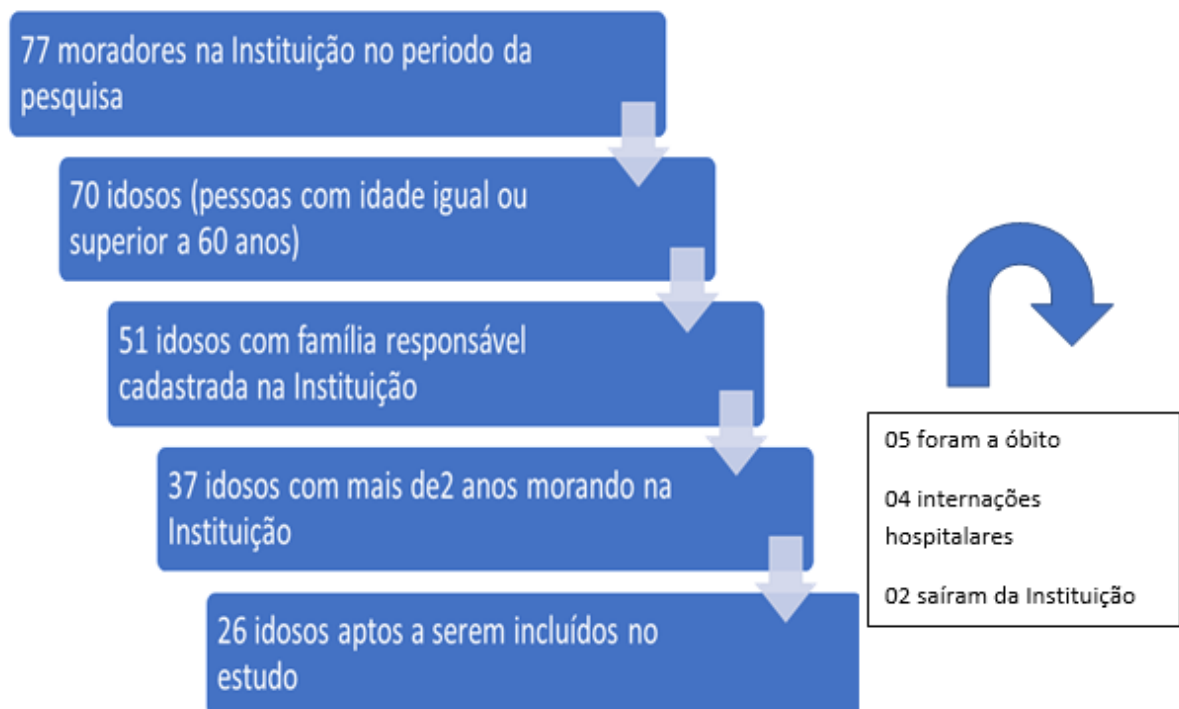 77 moradores na Instituição no periodo da
pesquisa
70 idosos (pessoas com idade igual ou
superior a 60 anos)
51 idosos com família responsável
cadastrada na Instituição
37 idosos com mais de2 anos morando na
Instituição
26 idosos aptos a serem incluídos no
estudo
05 foram a óbito
04 internações
hospitalares
02 saíram da Instituição